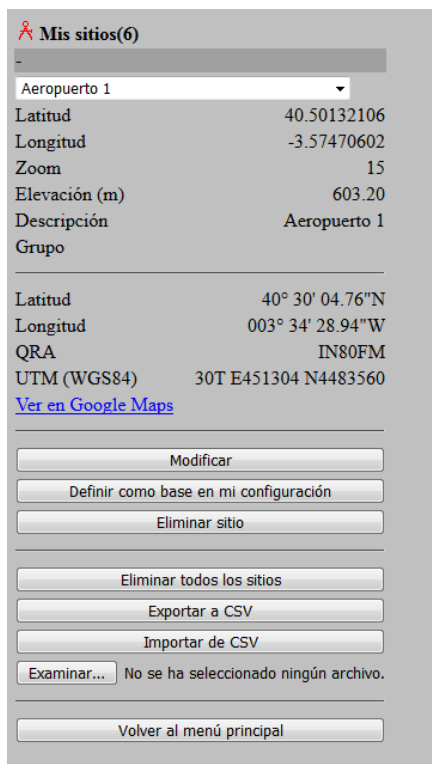 Mis sitios(6)
-
Aeropuerto 1
Latitud 40.50132106
Longitud -3.57470602
Zoom 15
Elevación (m) 603.20
Descripción Aeropuerto 1
Grupo
Latitud 40° 30' 04.76"N
Longitud 003° 34' 28.94"W
QRA IN80FM
UTM (WGS84) 30T E451304 N4483560
Ver en Google Maps
Modificar
Definir como base en mi configuración
Eliminar sitio
Eliminar todos los sitios
Exportar a CSV
Importar de CSV
Examinar... No se ha seleccionado ningún archivo.
Volver al menú principal